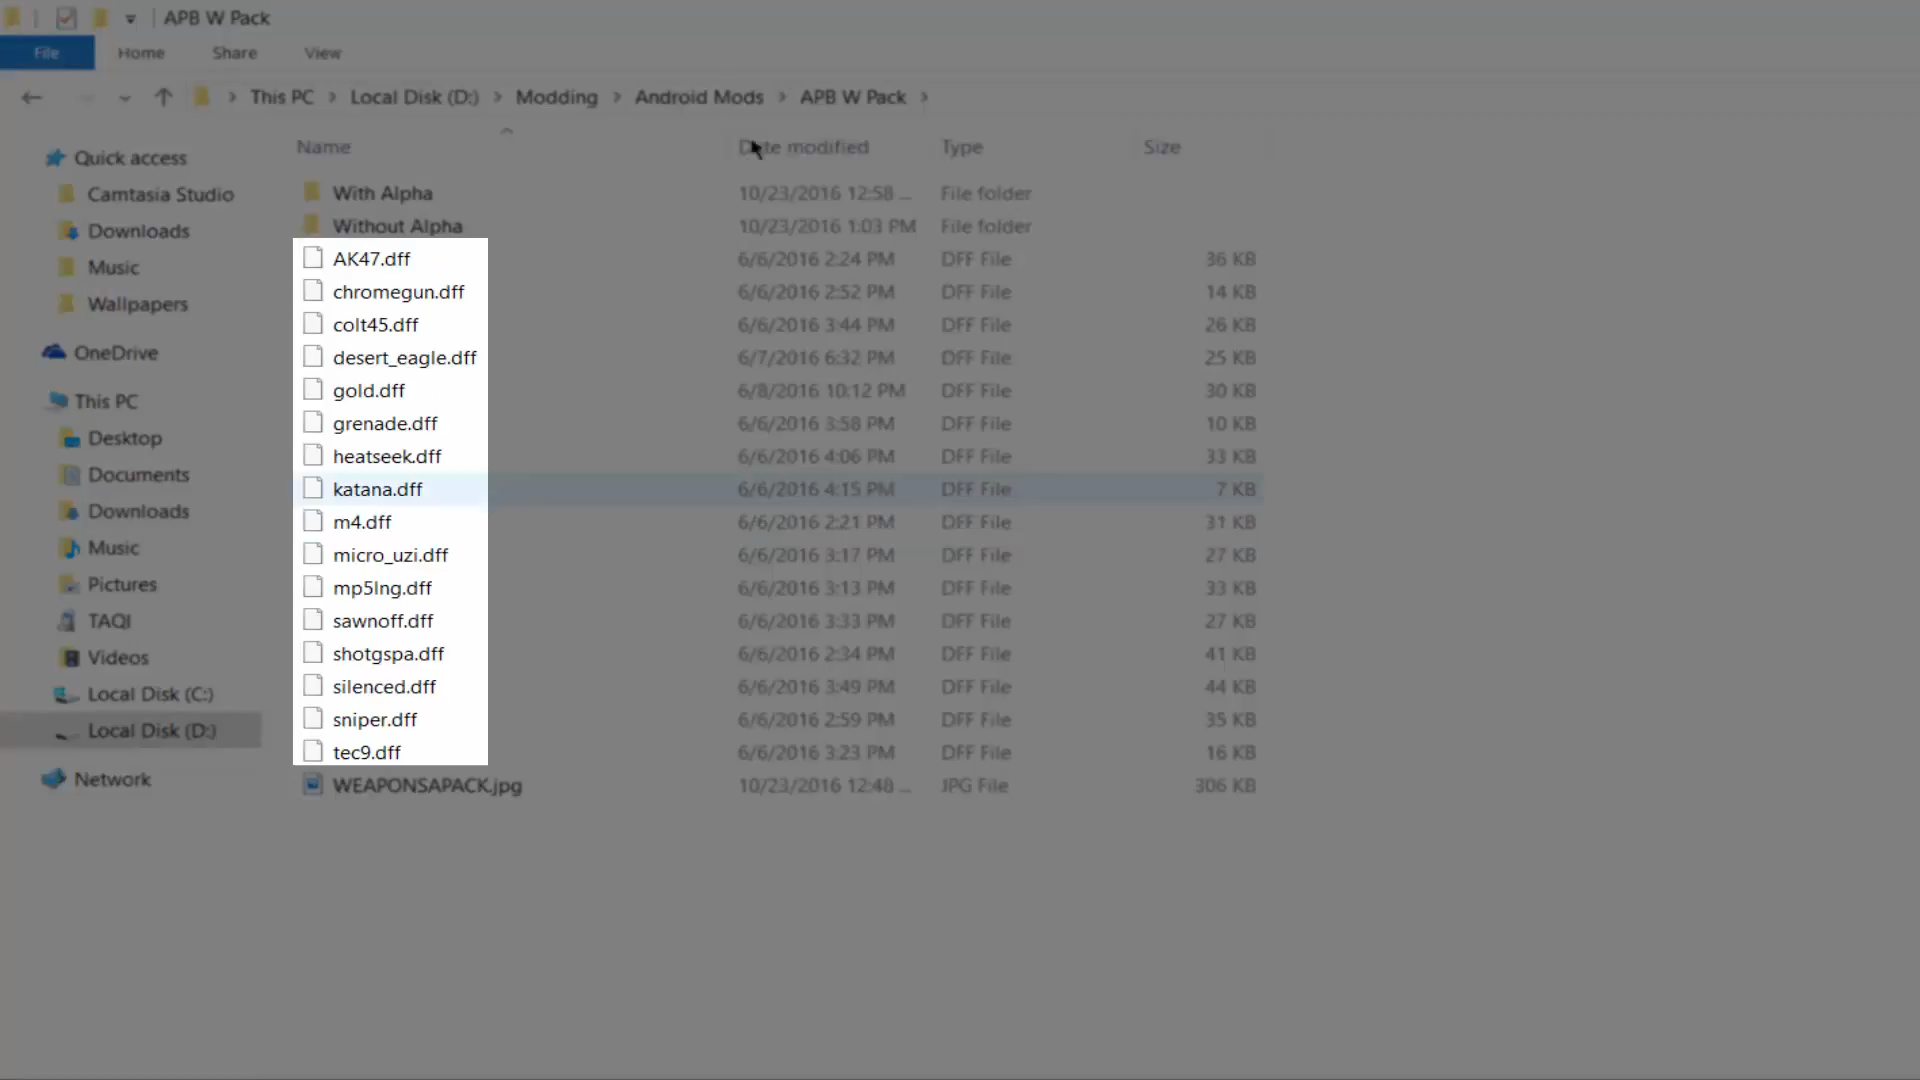 APB W Pack
File Home Share View
This PC > Local Disk (D:) > Modding > Android Mods > APB W Pack >
Name Date modified Type Size
Quick access
Camtasia Studio
Downloads
Music
Wallpapers
OneDrive
This PC
Desktop
Documents
Downloads
Music
Pictures
TAQI
Videos
Local Disk (C:)
Local Disk (D:)
Network
With Alpha 10/23/2016 12:58 ... File folder
Without Alpha 10/23/2016 1:03 PM File folder
AK47.dff 6/6/2016 2:24 PM DFF File 36 KB
chromegun.dff 6/6/2016 2:52 PM DFF File 14 KB
colt45.dff 6/6/2016 3:44 PM DFF File 26 KB
desert_eagle.dff 6/7/2016 6:32 PM DFF File 25 KB
gold.dff 6/8/2016 10:12 PM DFF File 30 KB
grenade.dff 6/6/2016 3:58 PM DFF File 10 KB
heatseek.dff 6/6/2016 4:06 PM DFF File 33 KB
katana.dff 6/6/2016 4:15 PM DFF File 7 KB
m4.dff 6/6/2016 2:21 PM DFF File 31 KB
micro_uzi.dff 6/6/2016 3:17 PM DFF File 27 KB
mp5lng.dff 6/6/2016 3:13 PM DFF File 33 KB
sawnoff.dff 6/6/2016 3:33 PM DFF File 27 KB
shotgspa.dff 6/6/2016 2:34 PM DFF File 41 KB
silenced.dff 6/6/2016 3:49 PM DFF File 44 KB
sniper.dff 6/6/2016 2:59 PM DFF File 35 KB
tec9.dff 6/6/2016 3:23 PM DFF File 16 KB
WEAPONSAPACK.jpg 10/23/2016 12:48 ... JPG File 306 KB